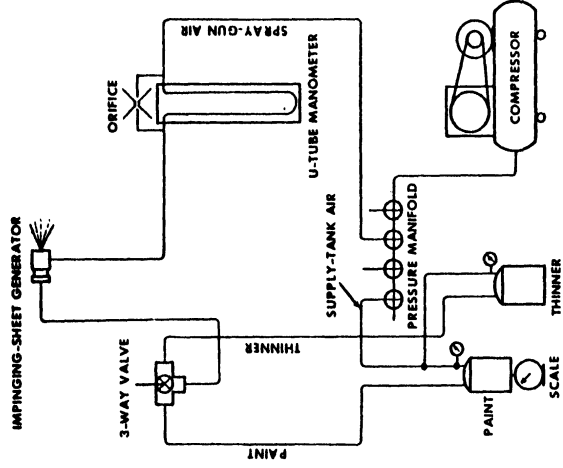 SPRAY-GUN AIR
ORIFICE
COMPRESSOR
U-TUBE MANOMETER
IMPINGING-SHEET GENERATOR
SUPPLY-TANK AIR
PRESSURE MANIFOLD
3-WAY VALVE
THINNER
THINNER
PAINT
PAINT
SCALE